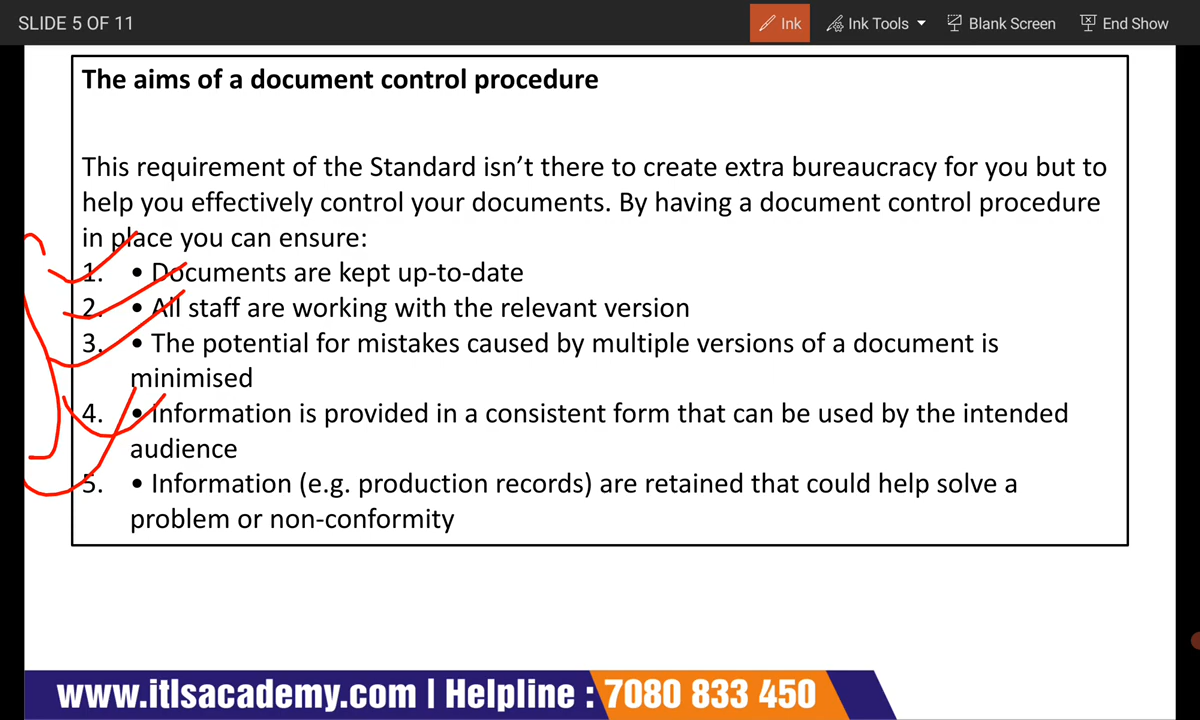 SLIDE 5 OF 11
Ink
Ink Tools
Blank Screen
End Show
The aims of a document control procedure
This requirement of the Standard isn’t there to create extra bureaucracy for you but to
help you effectively control your documents. By having a document control procedure
in place you can ensure:
1. • Documents are kept up-to-date
2. • All staff are working with the relevant version
3. • The potential for mistakes caused by multiple versions of a document is
minimised
4. • Information is provided in a consistent form that can be used by the intended
audience
5. • Information (e.g. production records) are retained that could help solve a
problem or non-conformity
www.itlsacademy.com | Helpline : 7080 833 450